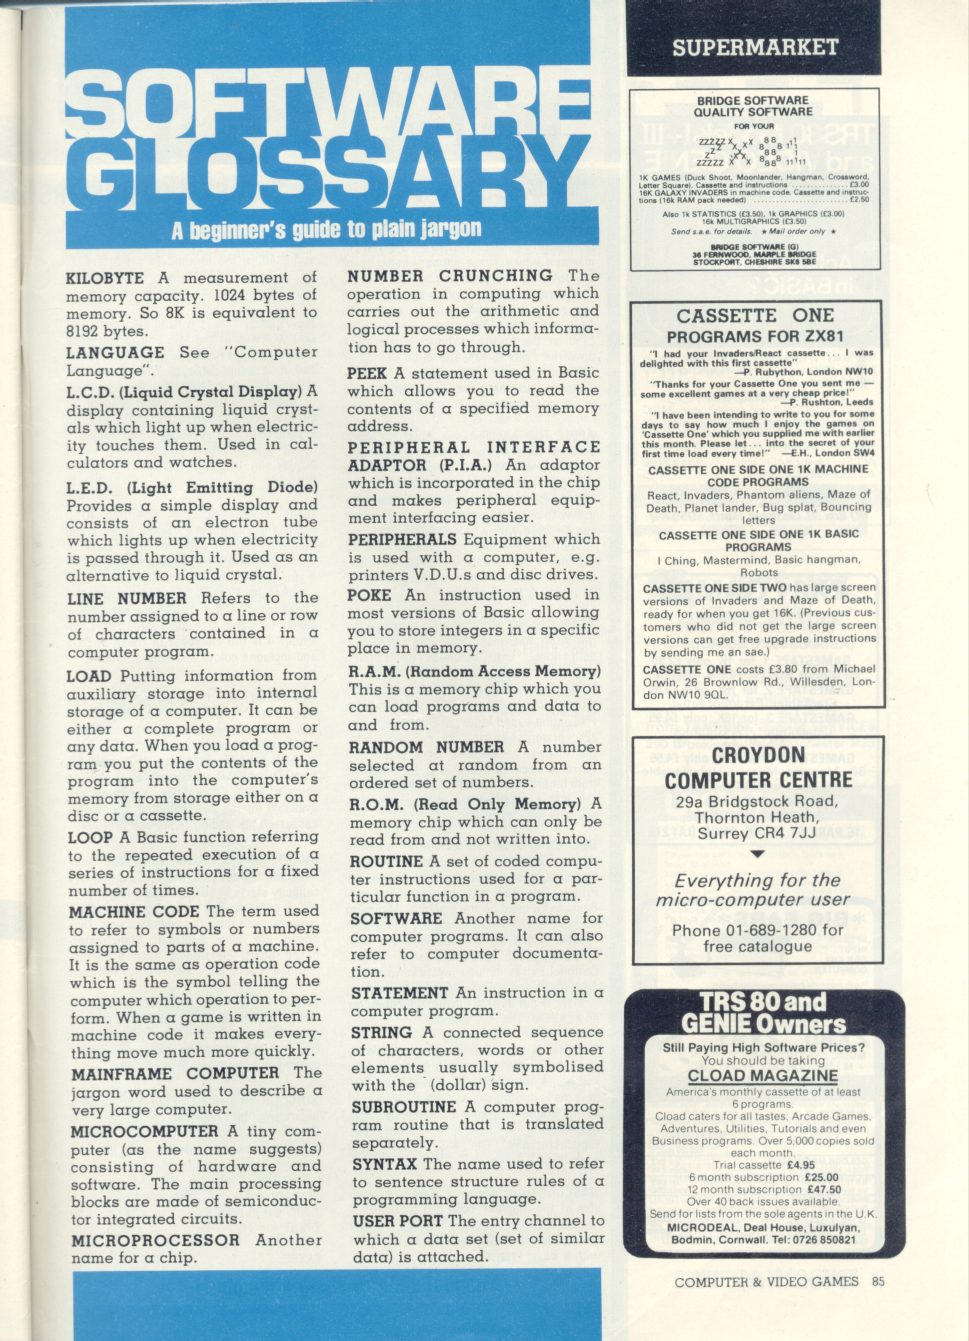 SOFTWARE
GLOSSARY
A beginner's guide to plain jargon
KILOBYTE A measurement of
memory capacity. 1024 bytes of
memory. So 8K is equivalent to
8192 bytes.
LANGUAGE See "Computer
Language".
L.C.D. (Liquid Crystal Display) A
display containing liquid cryst-
als which light up when electric-
ity touches them. Used in cal-
culators and watches.
L.E.D. (Light Emitting Diode)
Provides a simple display and
consists of an electron tube
which lights up when electricity
is passed through it. Used as an
alternative to liquid crystal.
LINE NUMBER Refers to the
number assigned to a line or row
of characters contained in a
computer program.
LOAD Putting information from
auxiliary storage into internal
storage of a computer. It can be
either a complete program or
any data. When you load a prog-
ram you put the contents of the
program into the computer's
memory from storage either on a
disc or a cassette.
LOOP A Basic function referring
to the repeated execution of a
series of instructions for a fixed
number of times.
MACHINE CODE The term used
to refer to symbols or numbers
assigned to parts of a machine.
It is the same as operation code
which is the symbol telling the
computer which operation to per-
form. When a game is written in
machine code it makes every-
thing move much more quickly.
MAINFRAME COMPUTER The
jargon word used to describe a
very large computer.
MICROCOMPUTER A tiny com-
puter (as the name suggests)
consisting of hardware and
software. The main processing
blocks are made of semiconduc-
tor integrated circuits.
MICROPROCESSOR Another
name for a chip.
NUMBER CRUNCHING The
operation in computing which
carries out the arithmetic and
logical processes which informa-
tion has to go through.
PEEK A statement used in Basic
which allows you to read the
contents of a specified memory
address.
PERIPHERAL INTERFACE
ADAPTOR (P.I.A.) An adaptor
which is incorporated in the chip
and makes peripheral equip-
ment interfacing easier.
PERIPHERALS Equipment which
is used with a computer, e.g.
printers V.D.U.s and disc drives.
POKE An instruction used in
most versions of Basic allowing
you to store integers in a specific
place in memory.
R.A.M. (Random Access Memory)
This is a memory chip which you
can load programs and data to
and from.
RANDOM NUMBER A number
selected at random from an
ordered set of numbers.
R.O.M. (Read Only Memory) A
memory chip which can only be
read from and not written into.
ROUTINE A set of coded compu-
ter instructions used for a par-
ticular function in a program.
SOFTWARE Another name for
computer programs. It can also
refer to computer documenta-
tion.
STATEMENT An instruction in a
computer program.
STRING A connected sequence
of characters, words or other
elements usually symbolised
with the (dollar) sign.
SUBROUTINE A computer prog-
ram routine that is translated
separately.
SYNTAX The name used to refer
to sentence structure rules of a
programming language.
USER PORT The entry channel to
which a data set (set of similar
data) is attached.
SUPERMARKET
BRIDGE SOFTWARE
QUALITY SOFTWARE
FOR YOUR
ZX81
1K GAMES (Duck Shoot, Moonlander, Hangman, Crossword,
Letter Square). Cassette and instructions ............... £3.00
16K GALAXY INVADERS in machine code. Cassette and instruc-
tions (16k RAM pack needed) ........................ £2.50
Also 1k STATISTICS (£3.50), 1k GRAPHICS (£3.00)
16k MULTIGRAPHICS (£3.50)
Send s.a.e. for details. ★ Mail order only ★
BRIDGE SOFTWARE (G)
36 FERNWOOD, MARPLE BRIDGE
STOCKPORT, CHESHIRE SK6 5BE
CASSETTE ONE
PROGRAMS FOR ZX81
"I had your Invaders/React cassette... I was
delighted with this first cassette"
—P. Rubython, London NW10
"Thanks for your Cassette One you sent me —
some excellent games at a very cheap price!"
—P. Rushton, Leeds
"I have been intending to write to you for some
days to say how much I enjoy the games on
'Cassette One' which you supplied me with earlier
this month. Please let... into the secret of your
first time load every time!" —E.H., London SW4
CASSETTE ONE SIDE ONE 1K MACHINE
CODE PROGRAMS
React, Invaders, Phantom aliens, Maze of
Death, Planet lander, Bug splat, Bouncing
letters
CASSETTE ONE SIDE ONE 1K BASIC
PROGRAMS
I Ching, Mastermind, Basic hangman,
Robots
CASSETTE ONE SIDE TWO has large screen
versions of Invaders and Maze of Death,
ready for when you get 16K. (Previous cus-
tomers who did not get the large screen
versions can get free upgrade instructions
by sending me an sae.)
CASSETTE ONE costs £3.80 from Michael
Orwin, 26 Brownlow Rd., Willesden, Lon-
don NW10 9QL.
CROYDON
COMPUTER CENTRE
29a Bridgstock Road,
Thornton Heath,
Surrey CR4 7JJ
Everything for the
micro-computer user
Phone 01-689-1280 for
free catalogue
TRS 80 and
GENIE Owners
Still Paying High Software Prices?
You should be taking
CLOAD MAGAZINE
America's monthly cassette of at least
6 programs.
Cload caters for all tastes; Arcade Games,
Adventures, Utilities, Tutorials and even
Business programs. Over 5,000 copies sold
each month.
Trial cassette £4.95
6 month subscription £25.00
12 month subscription £47.50
Over 40 back issues available.
Send for lists from the sole agents in the U.K.
MICRODEAL, Deal House, Luxulyan,
Bodmin, Cornwall. Tel: 0726 850821
COMPUTER & VIDEO GAMES 85